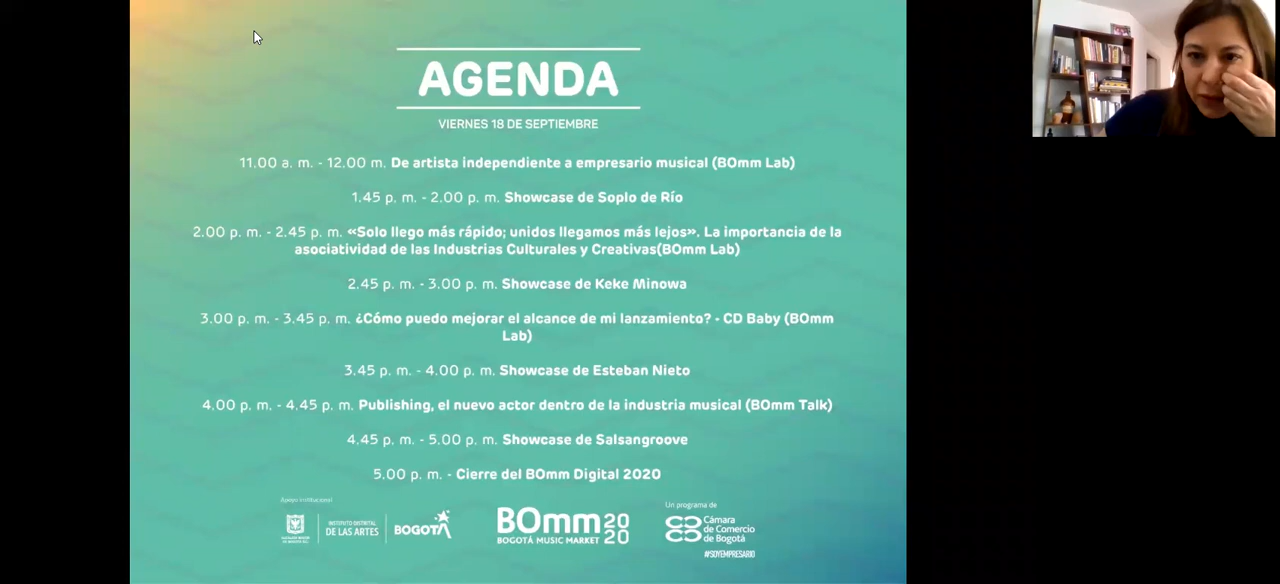 AGENDA
VIERNES 18 DE SEPTIEMBRE
11.00 a. m. - 12.00 m. De artista independiente a empresario musical (BOmm Lab)
1.45 p. m. - 2.00 p. m. Showcase de Soplo de Río
2.00 p. m. - 2.45 p. m. «Solo llego más rápido; unidos llegamos más lejos». La importancia de la
asociatividad de las Industrias Culturales y Creativas(BOmm Lab)
2.45 p. m. - 3.00 p. m. Showcase de Keke Minowa
3.00 p. m. - 3.45 p. m. ¿Cómo puedo mejorar el alcance de mi lanzamiento? - CD Baby (BOmm
Lab)
3.45 p. m. - 4.00 p. m. Showcase de Esteban Nieto
4.00 p. m. - 4.45 p. m. Publishing, el nuevo actor dentro de la industria musical (BOmm Talk)
4.45 p. m. - 5.00 p. m. Showcase de Salsangroove
5.00 p. m. - Cierre del BOmm Digital 2020
Apoyo institucional
INSTITUTO DISTRITAL
DE LAS ARTES
BOGOTÁ
BOmm 2020
BOGOTÁ MUSIC MARKET
Un programa de
Cámara
de Comercio
de Bogotá
#SOYEMPRESARIO